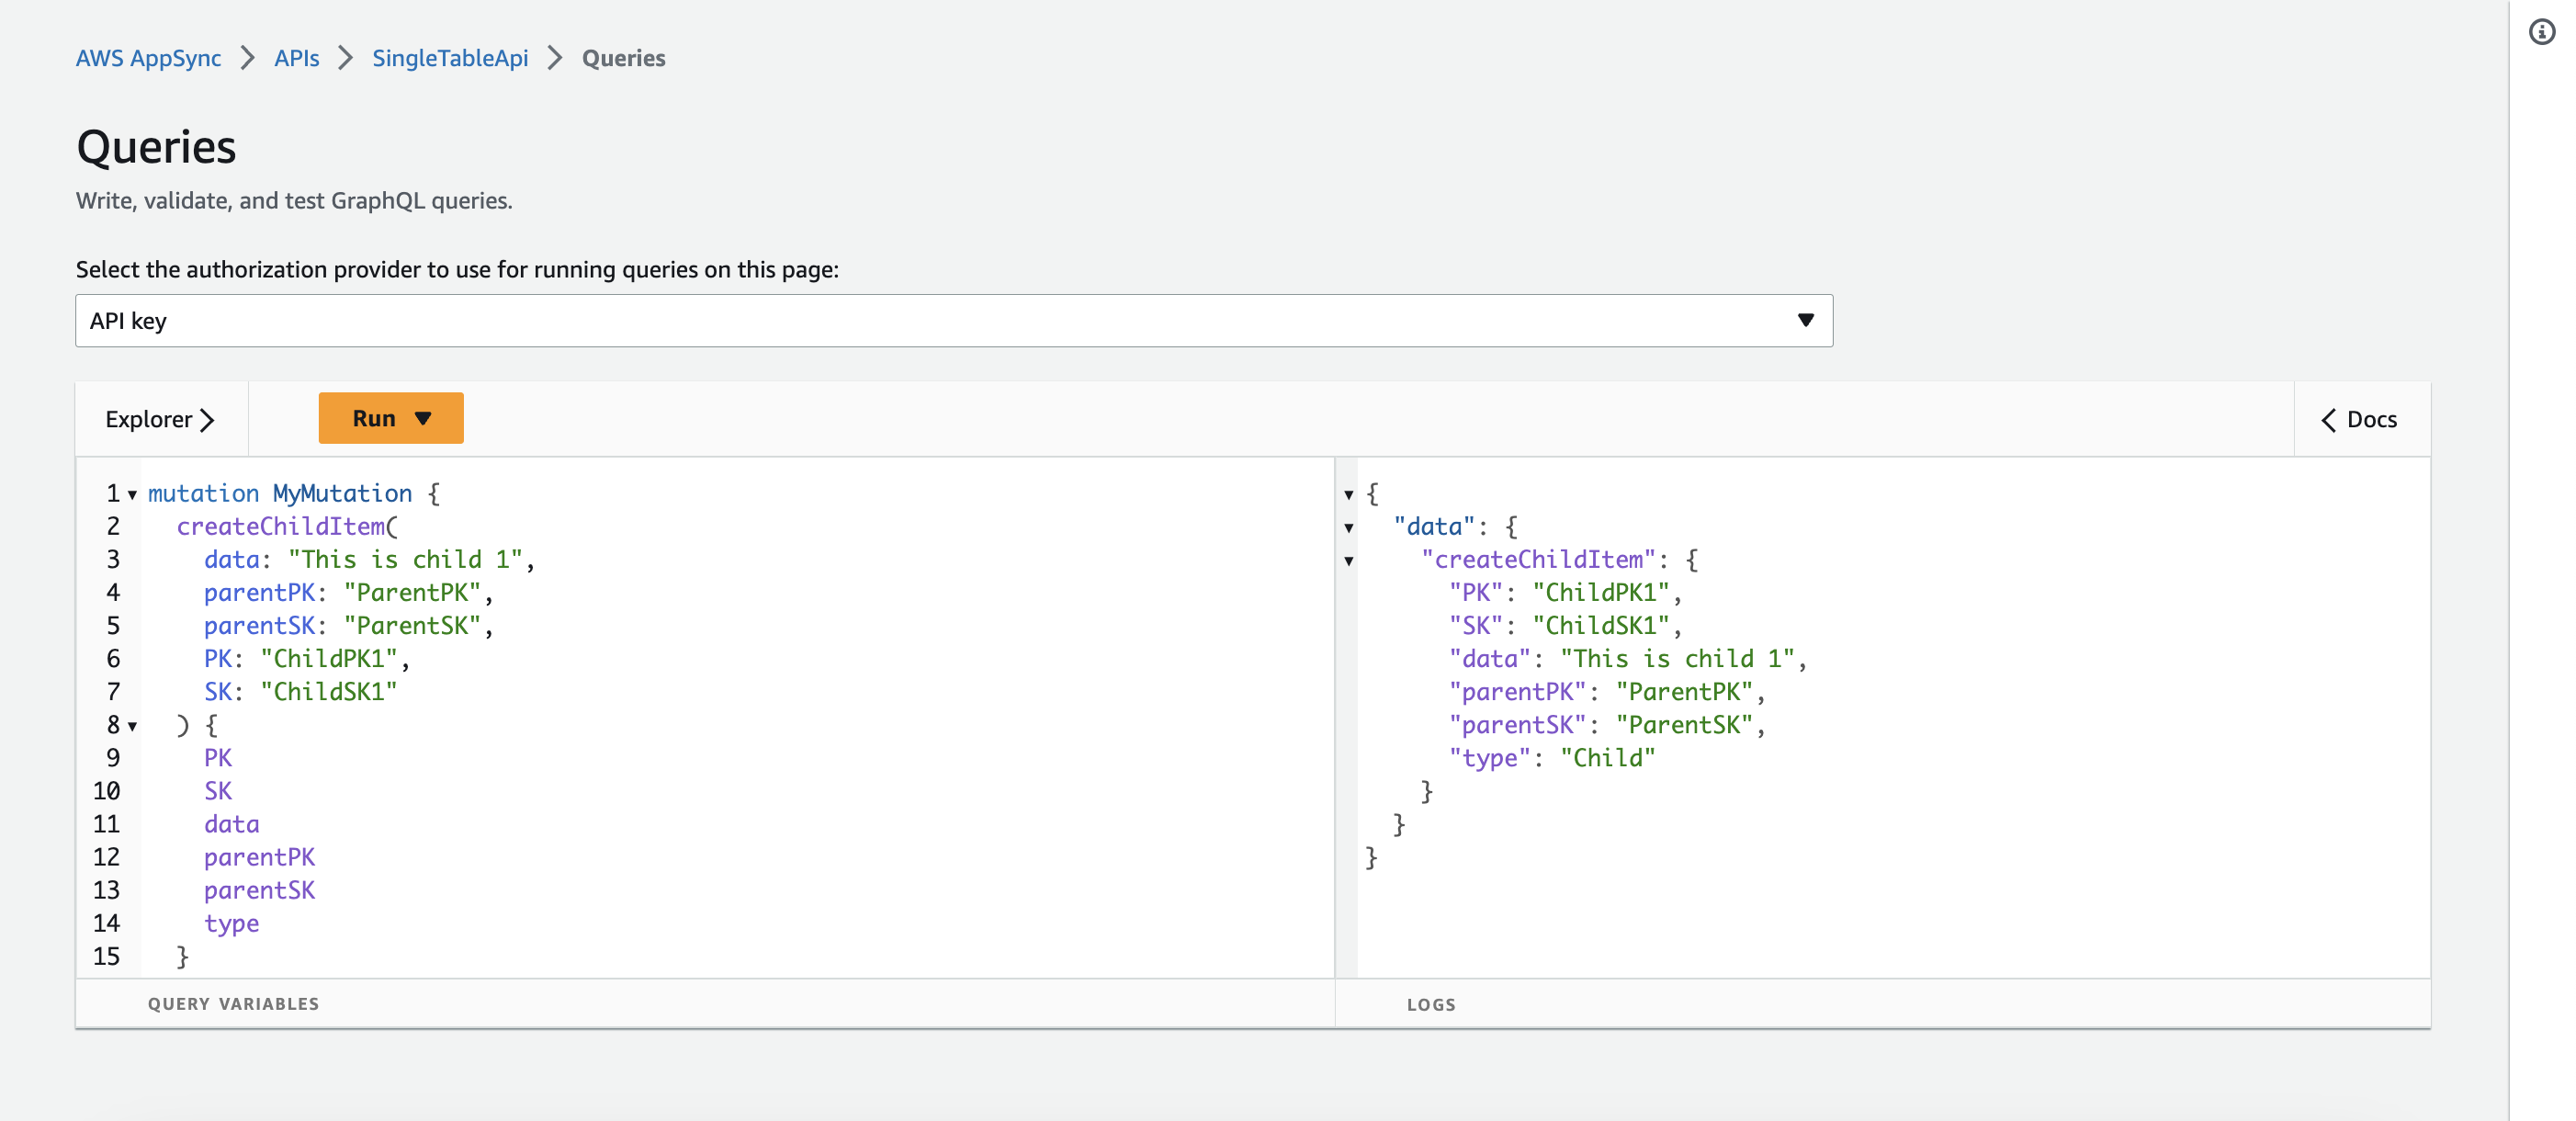 AWS AppSync > APIs > SingleTableApi > Queries
Queries
Write, validate, and test GraphQL queries.
Select the authorization provider to use for running queries on this page:
API key
Explorer
Run
Docs
1 mutation MyMutation {
2   createChildItem(
3     data: "This is child 1",
4     parentPK: "ParentPK",
5     parentSK: "ParentSK",
6     PK: "ChildPK1",
7     SK: "ChildSK1"
8   ) {
9     PK
10     SK
11     data
12     parentPK
13     parentSK
14     type
15   }
{
  "data": {
    "createChildItem": {
      "PK": "ChildPK1",
      "SK": "ChildSK1",
      "data": "This is child 1",
      "parentPK": "ParentPK",
      "parentSK": "ParentSK",
      "type": "Child"
    }
  }
}
QUERY VARIABLES
LOGS